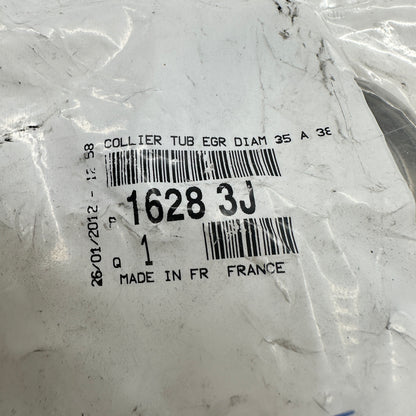 COLLIER TUB EGR DIAM 35 A 38
P 1628 3J
Q 1
MADE IN FR FRANCE
26/01/2012 - 12 58